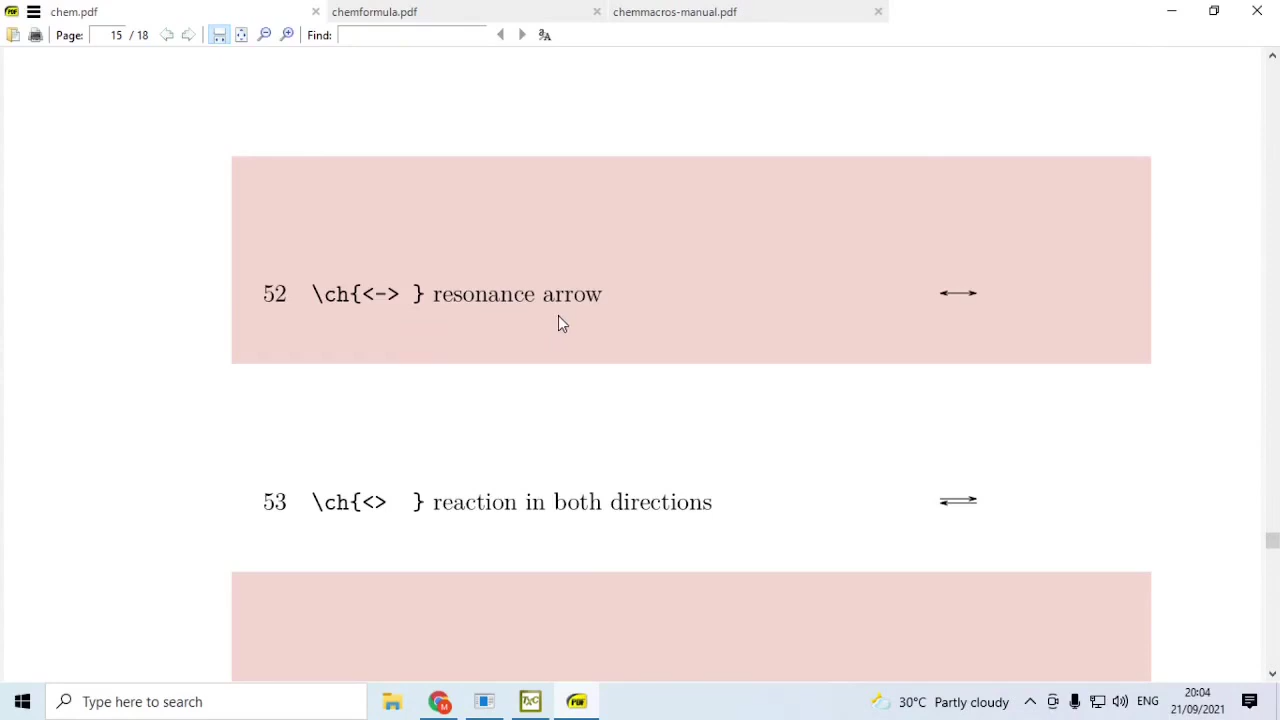 chem.pdf chemformula.pdf chemmacros-manual.pdf
Page: 15 / 18 Find:
52 \ch{<-> } resonance arrow ⟷
53 \ch{<> } reaction in both directions ⇄
Type here to search 30°C Partly cloudy ENG 20:04
21/09/2021